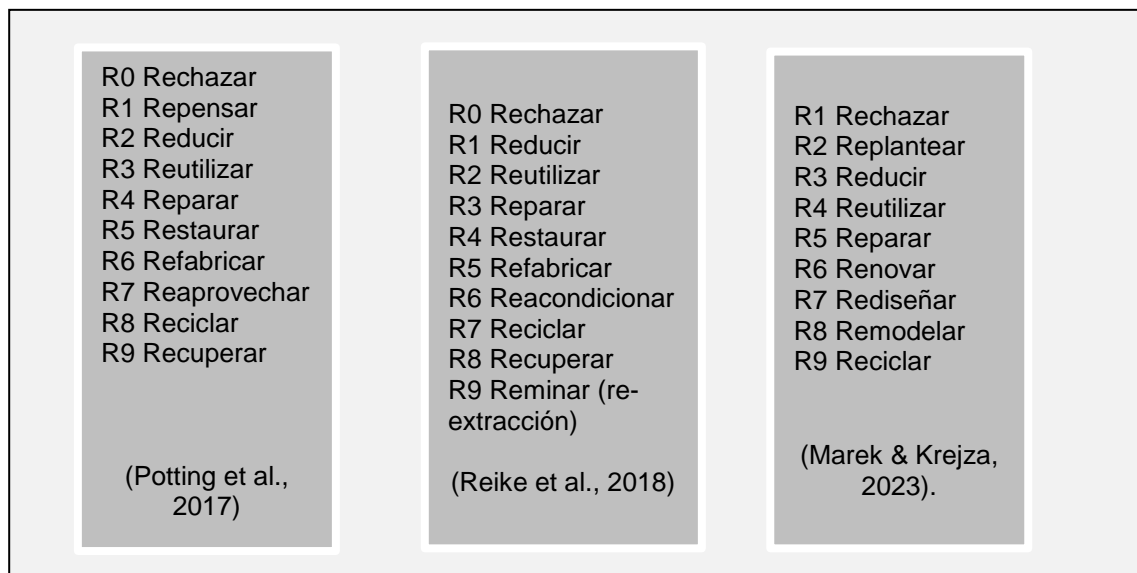 R0 Rechazar
R1 Repensar
R2 Reducir
R3 Reutilizar
R4 Reparar
R5 Restaurar
R6 Refabricar
R7 Reaprovechar
R8 Reciclar
R9 Recuperar
(Potting et al.,
2017)
R0 Rechazar
R1 Reducir
R2 Reutilizar
R3 Reparar
R4 Restaurar
R5 Refabricar
R6 Reacondicionar
R7 Reciclar
R8 Recuperar
R9 Reminar (re-
extracción)
(Reike et al., 2018)
R1 Rechazar
R2 Replantear
R3 Reducir
R4 Reutilizar
R5 Reparar
R6 Renovar
R7 Rediseñar
R8 Remodelar
R9 Reciclar
(Marek & Krejza,
2023).